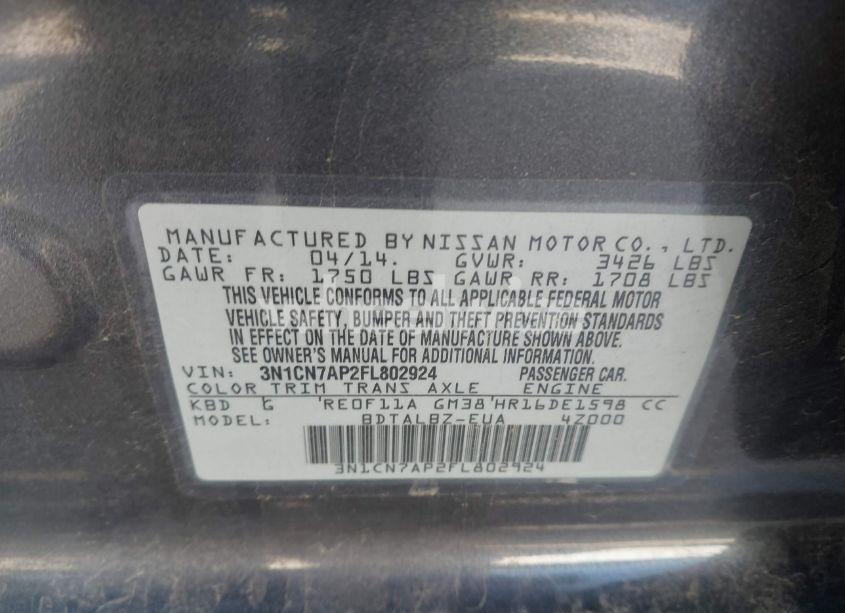 MANUFACTURED BY NISSAN MOTOR CO., LTD.
DATE: 04/14. GVWR: 3426 LBS
GAWR FR: 1750 LBS GAWR RR: 1708 LBS
THIS VEHICLE CONFORMS TO ALL APPLICABLE FEDERAL MOTOR
VEHICLE SAFETY, BUMPER AND THEFT PREVENTION STANDARDS
IN EFFECT ON THE DATE OF MANUFACTURE SHOWN ABOVE.
SEE OWNER'S MANUAL FOR ADDITIONAL INFORMATION.
VIN: 3N1CN7AP2FL802924 PASSENGER CAR.
COLOR TRIM TRANS AXLE ENGINE
KBD G 'RE0F11A GM38'HR16DE1598 CC
MODEL: BDTALBZ-EUA 4Z000
3N1CN7AP2FL802924